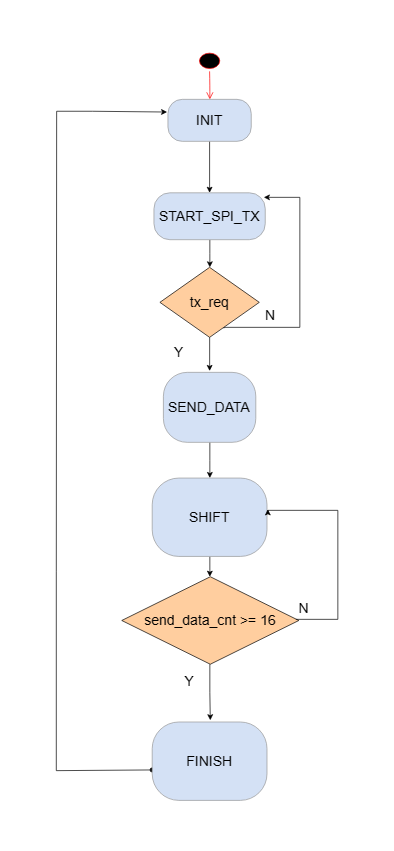 INIT
START_SPI_TX
tx_req
N
Y
SEND_DATA
SHIFT
N
send_data_cnt >= 16
Y
FINISH